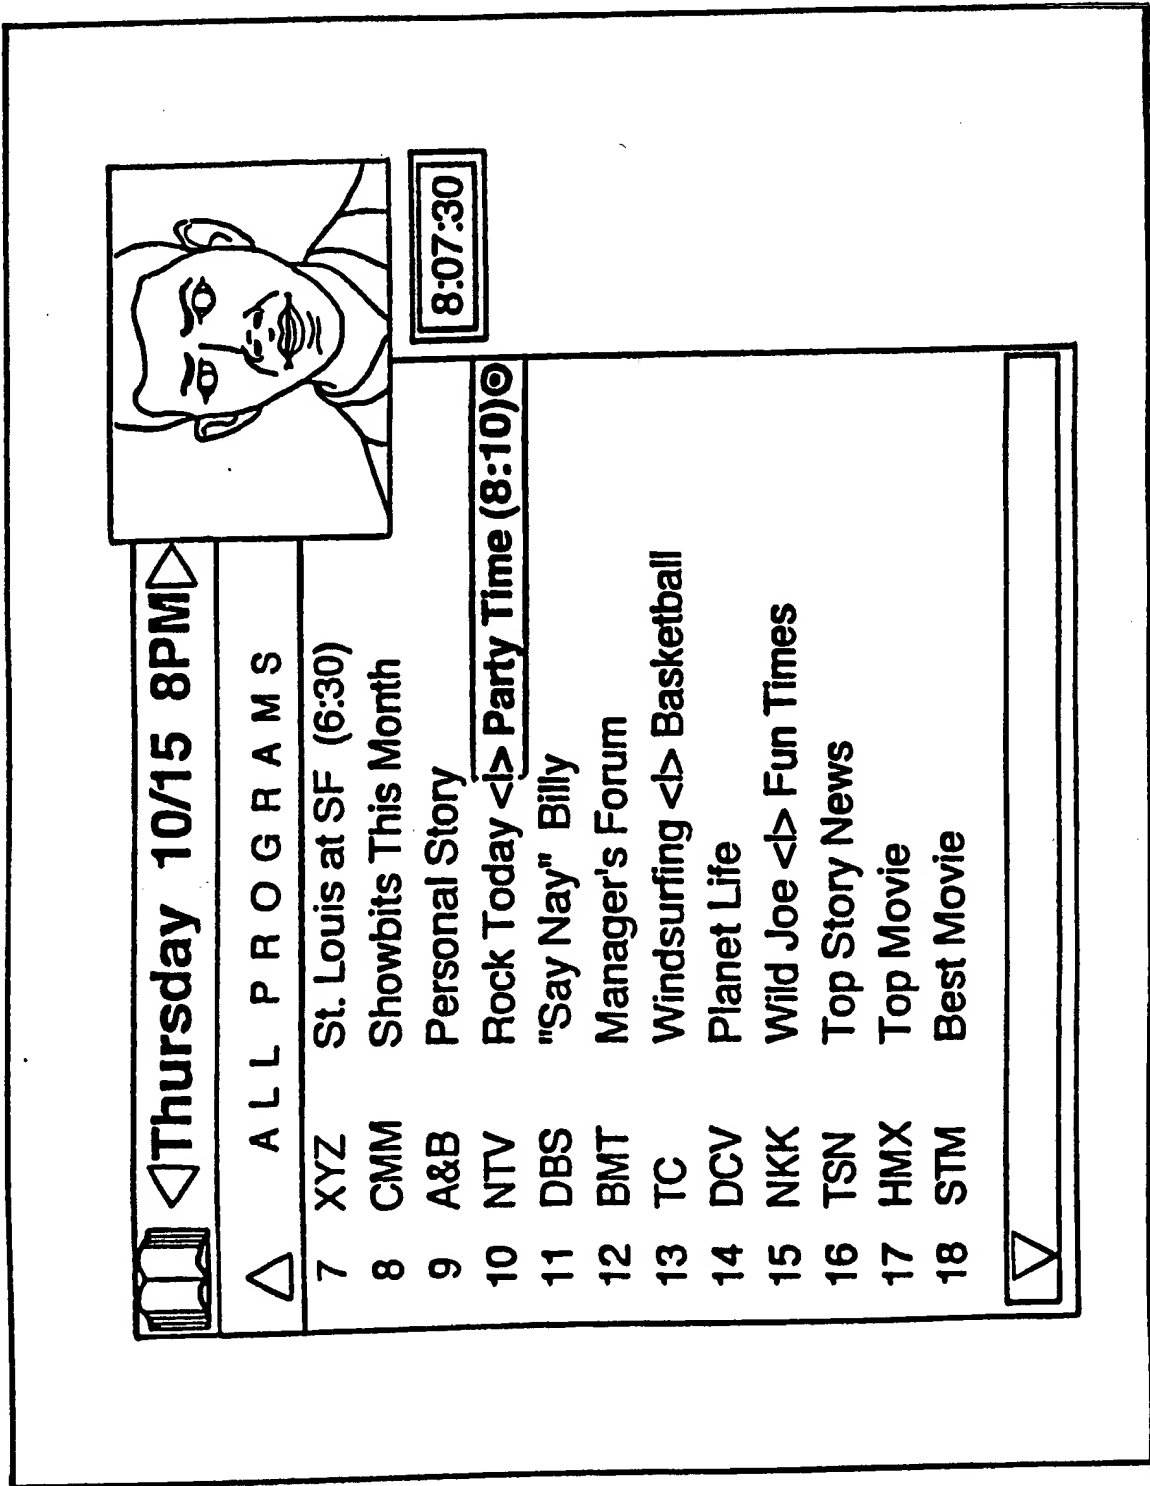 Thursday 10/15 8PM
ALL PROGRAMS
8:07:30
7 XYZ St. Louis at SF (6:30)
8 CMM Showbits This Month
9 A&B Personal Story
10 NTV Rock Today <I> Party Time (8:10)
11 DBS "Say Nay" Billy
12 BMT Manager's Forum
13 TC Windsurfing <I> Basketball
14 DCV Planet Life
15 NKK Wild Joe <I> Fun Times
16 TSN Top Story News
17 HMX Top Movie
18 STM Best Movie